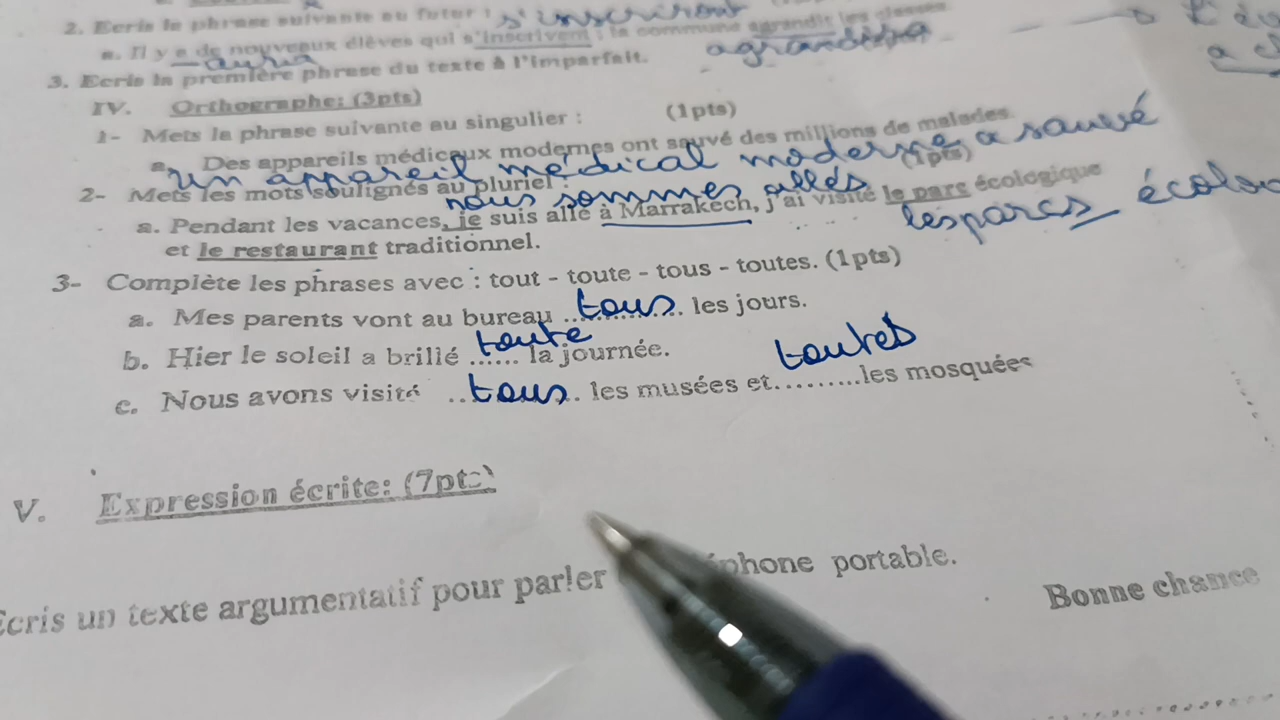 2. Ecris la phrase suivante au futur : s'inscriront
a. Il y a de nouveaux élèves qui s'inscrivent : la commune agrandit les classes.
aura agrandira
3. Ecris la première phrase du texte à l'imparfait.
IV. Orthographe: (3pts)
1- Mets la phrase suivante au singulier : (1pts)
a. Des appareils médicaux modernes ont sauvé des millions de malades.
un appareil médical moderne a sauvé
2- Mets les mots soulignés au pluriel : (1pts)
nous sommes allés
a. Pendant les vacances, je suis allé à Marrakech, j'ai visité le parc écologique
les parcs
et le restaurant traditionnel.
3- Complète les phrases avec : tout - toute - tous - toutes. (1pts)
a. Mes parents vont au bureau tous les jours.
b. Hier le soleil a brillé ...... la journée.
toute
toutes
c. Nous avons visité tous les musées et.........les mosquées
V. Expression écrite: (7pts)
Ecris un texte argumentatif pour parler portable.
Bonne chance